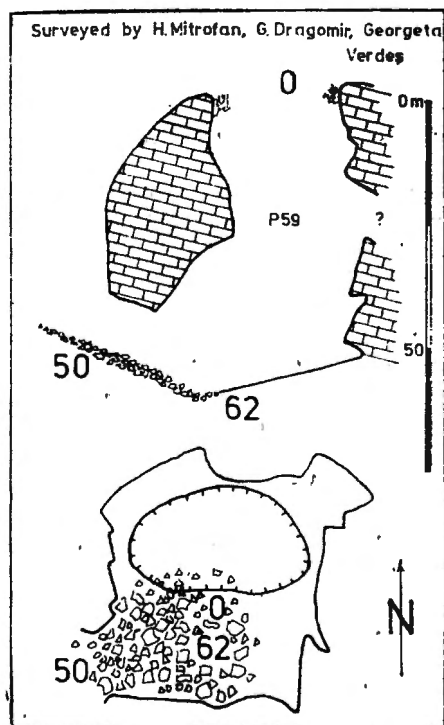 Surveyed by H. Mitrofan, G. Dragomir, Georgeta
Verdeș
0
0m
P59
?
50
50
62
0
62
50
N